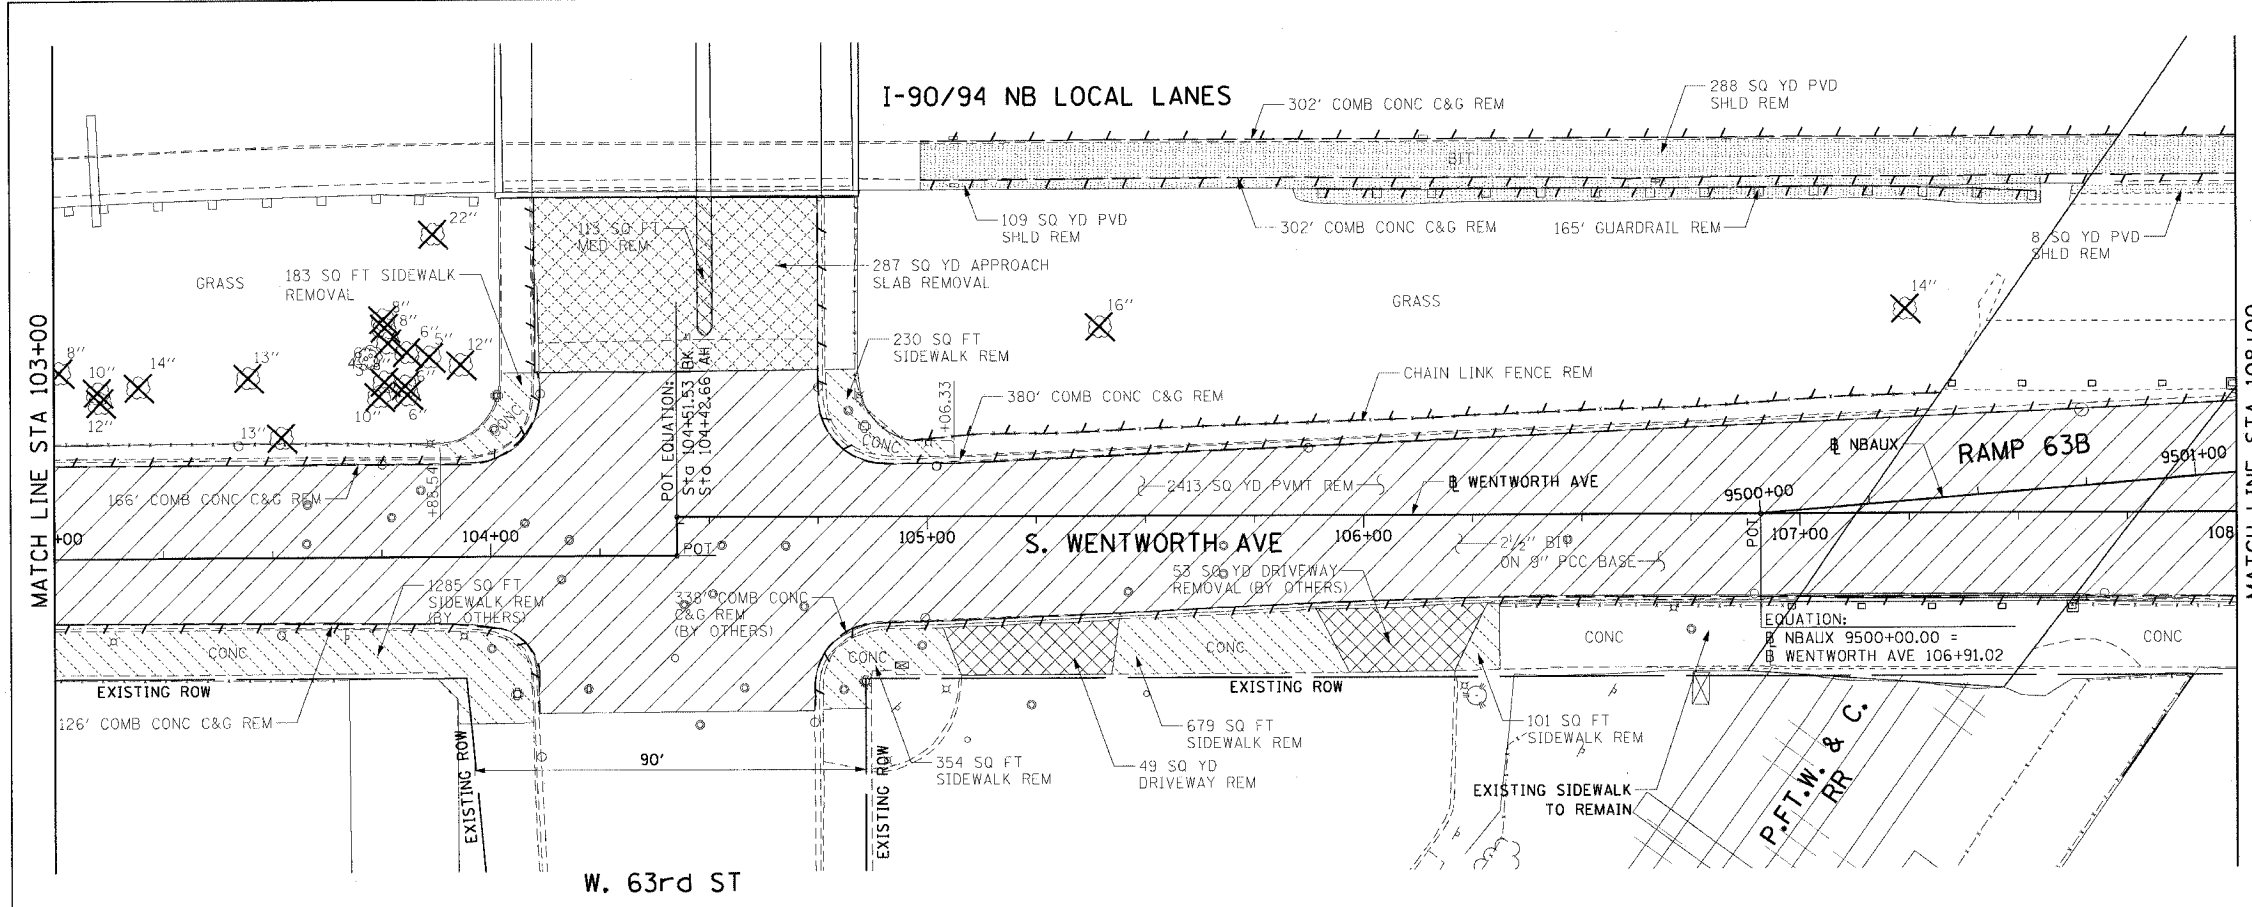 I-90/94 NB LOCAL LANES
302' COMB CONC C&G REM
288 SQ YD PVD
SHLD REM
BIT
109 SQ YD PVD
SHLD REM
302' COMB CONC C&G REM
165' GUARDRAIL REM
8 SQ YD PVD
SHLD REM
22"
113 SQ FT
MED REM
GRASS
183 SQ FT SIDEWALK
REMOVAL
287 SQ YD APPROACH
SLAB REMOVAL
GRASS
16"
14"
8"
8"
6"
5"
12"
8"
10"
12"
14"
13"
10"
6"
13"
230 SQ FT
SIDEWALK REM
CHAIN LINK FENCE REM
380' COMB CONC C&G REM
+06.33
CONC
CONC
MATCH LINE STA 103+00
POT EQUATION:
Sta 104+51.53 BK =
Sta 104+42.66 AH
166' COMB CONC C&G REM
2413 SQ YD PVMT REM
B WENTWORTH AVE
B NBAUX
RAMP 63B
9500+00
9501+00
MATCH LINE STA 108+00
+00
104+00
POT
105+00
S. WENTWORTH AVE
106+00
2 1/2" BIT
ON 9" PCC BASE
POT
107+00
108
1285 SQ FT
SIDEWALK REM
(BY OTHERS)
338' COMB CONC
C&G REM
(BY OTHERS)
53 SQ YD DRIVEWAY
REMOVAL (BY OTHERS)
EQUATION:
B NBAUX 9500+00.00 =
B WENTWORTH AVE 106+91.02
CONC
CONC
CONC
CONC
CONC
EXISTING ROW
EXISTING ROW
126' COMB CONC C&G REM
679 SQ FT
SIDEWALK REM
101 SQ FT
SIDEWALK REM
90'
354 SQ FT
SIDEWALK REM
49 SQ YD
DRIVEWAY REM
EXISTING SIDEWALK
TO REMAIN
EXISTING ROW
EXISTING ROW
P.FT.W. & C.
RR
W. 63rd ST